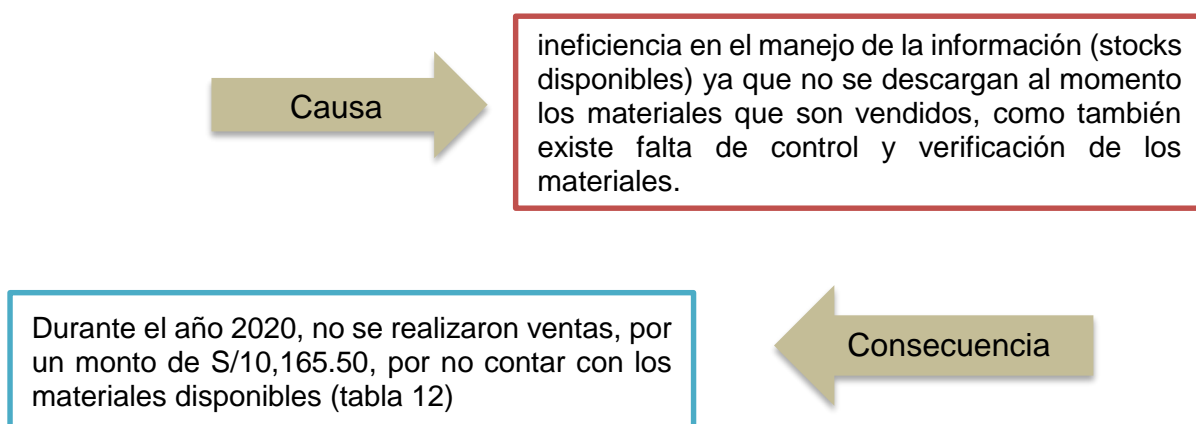 Causa
ineficiencia en el manejo de la información (stocks
disponibles) ya que no se descargan al momento
los materiales que son vendidos, como también
existe falta de control y verificación de los
materiales.
Durante el año 2020, no se realizaron ventas, por
un monto de S/10,165.50, por no contar con los
materiales disponibles (tabla 12)
Consecuencia